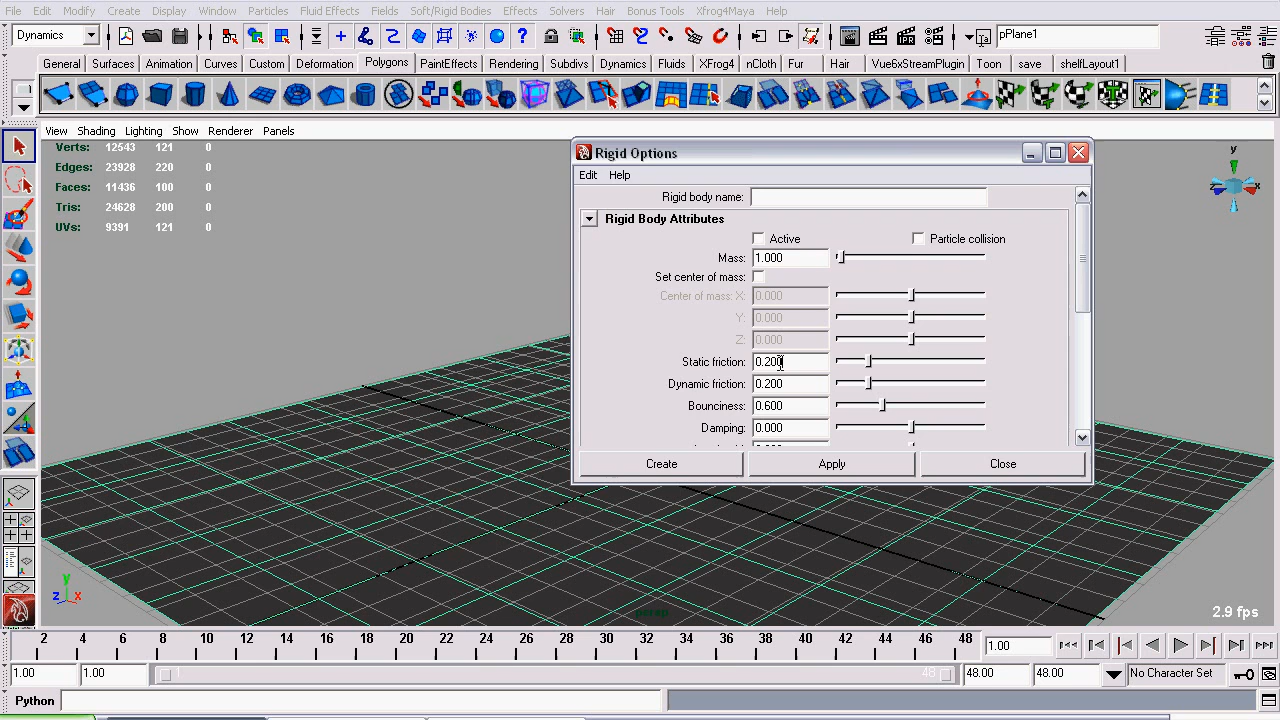 File Edit Modify Create Display Window Particles Fluid Effects Fields Soft/Rigid Bodies Effects Solvers Hair Bonus Tools Xfrog4Maya Help
Dynamics pPlane1
General Surfaces Animation Curves Custom Deformation Polygons PaintEffects Rendering Subdivs Dynamics Fluids XFrog4 nCloth Fur Hair Vue6xStreamPlugin Toon save shelfLayout1
View Shading Lighting Show Renderer Panels
Verts: 12543 121 0
Edges: 23928 220 0
Faces: 11436 100 0
Tris: 24628 200 0
UVs: 9391 121 0
Rigid Options
Edit Help
Rigid body name:
Rigid Body Attributes
Active Particle collision
Mass: 1.000
Set center of mass:
Center of mass: X: 0.000
Y: 0.000
Z: 0.000
Static friction: 0.200
Dynamic friction: 0.200
Bounciness: 0.600
Damping: 0.000
Create Apply Close
y
z
y
z x
persp
2.9 fps
2 4 6 8 10 12 14 16 18 20 22 24 26 28 30 32 34 36 38 40 42 44 46 48 1.00
1.00 1.00 1 48 48.00 48.00 No Character Set
Python